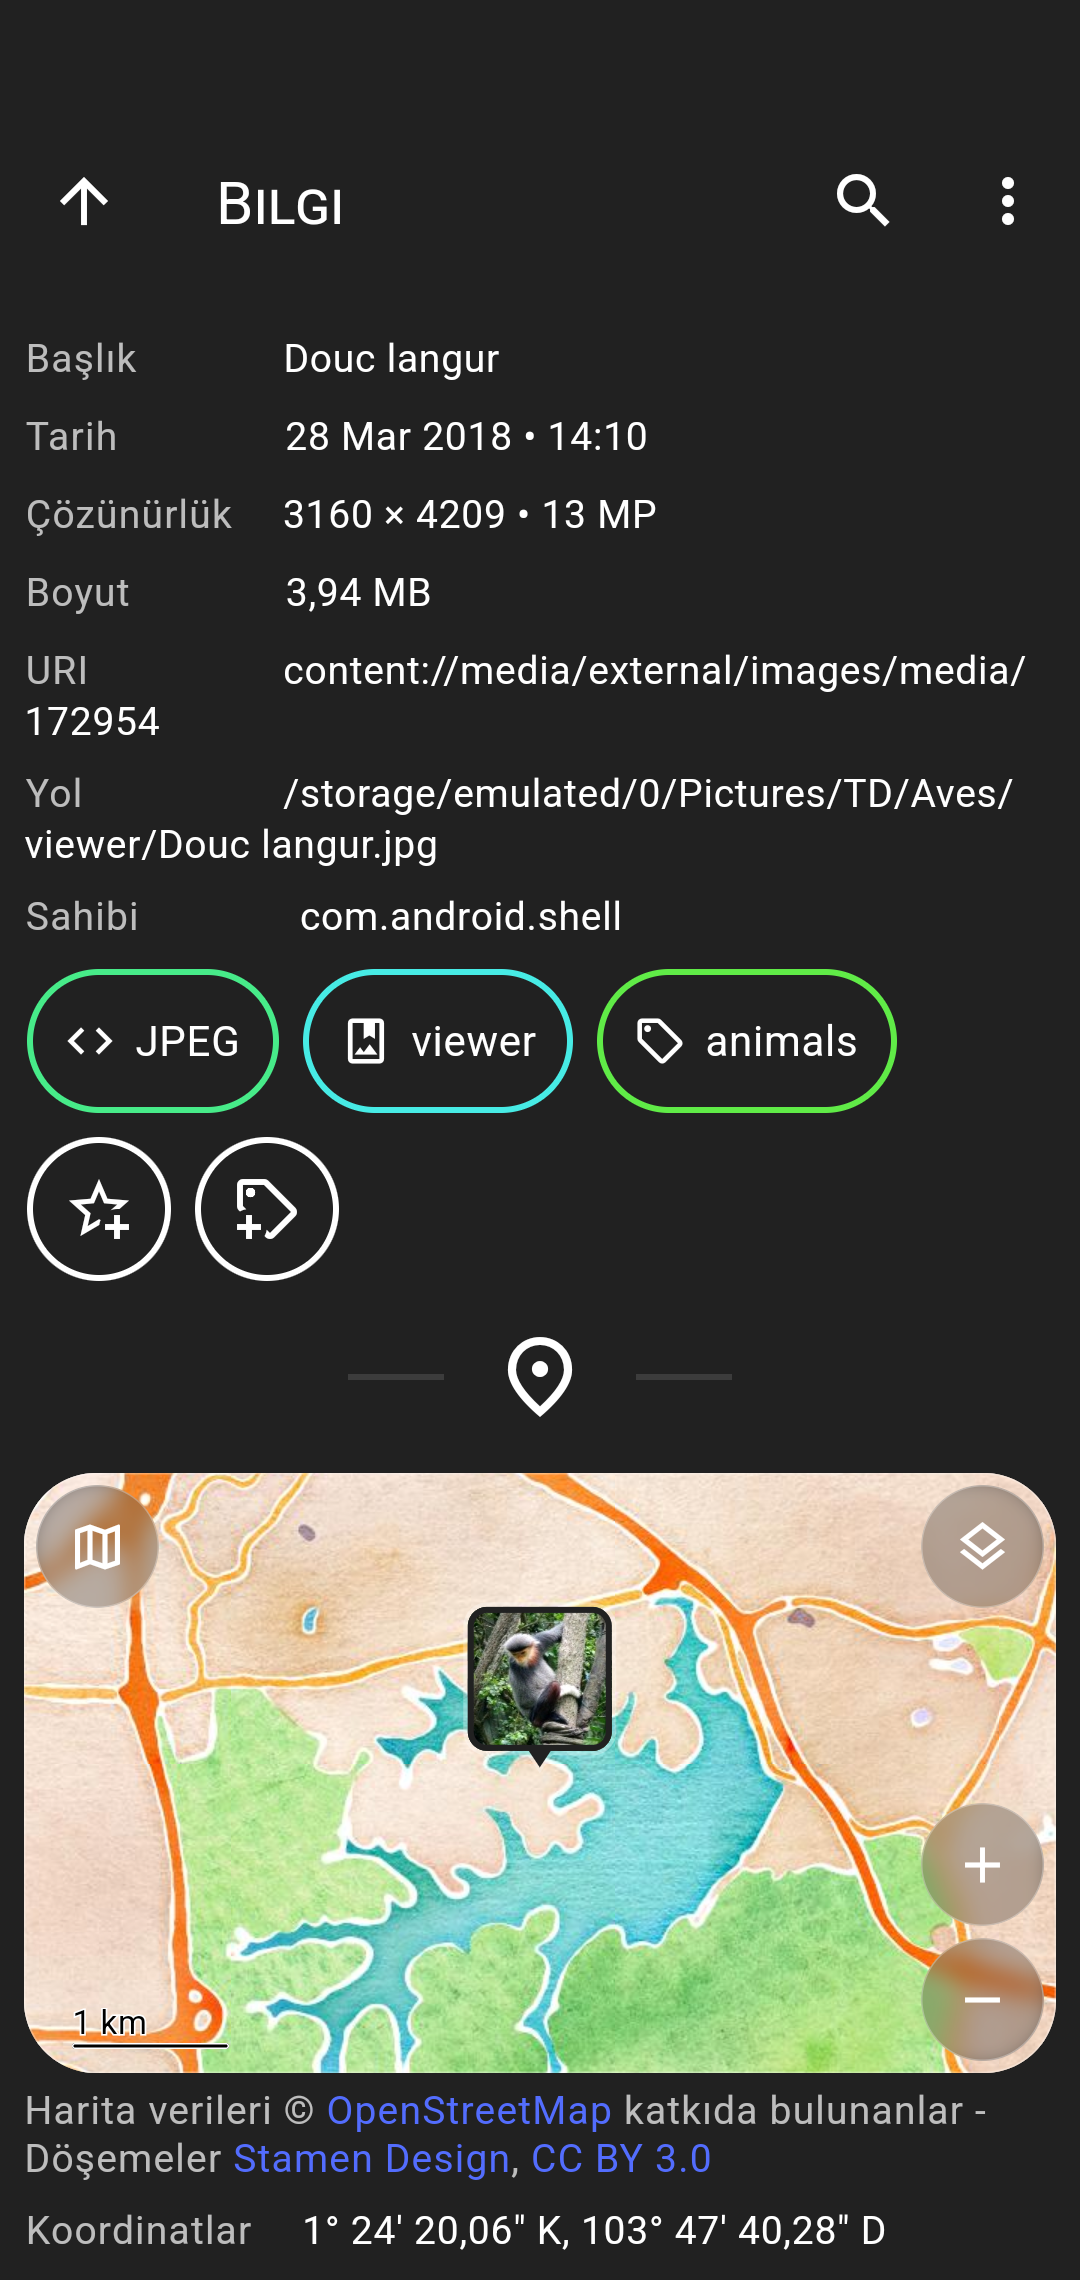 BILGI
Başlık Douc langur
Tarih 28 Mar 2018 • 14:10
Çözünürlük 3160 × 4209 • 13 MP
Boyut 3,94 MB
URI content://media/external/images/media/
172954
Yol /storage/emulated/0/Pictures/TD/Aves/
viewer/Douc langur.jpg
Sahibi com.android.shell
JPEG viewer animals
1 km
Harita verileri © OpenStreetMap katkıda bulunanlar -
Döşemeler Stamen Design, CC BY 3.0
Koordinatlar 1° 24' 20,06" K, 103° 47' 40,28" D